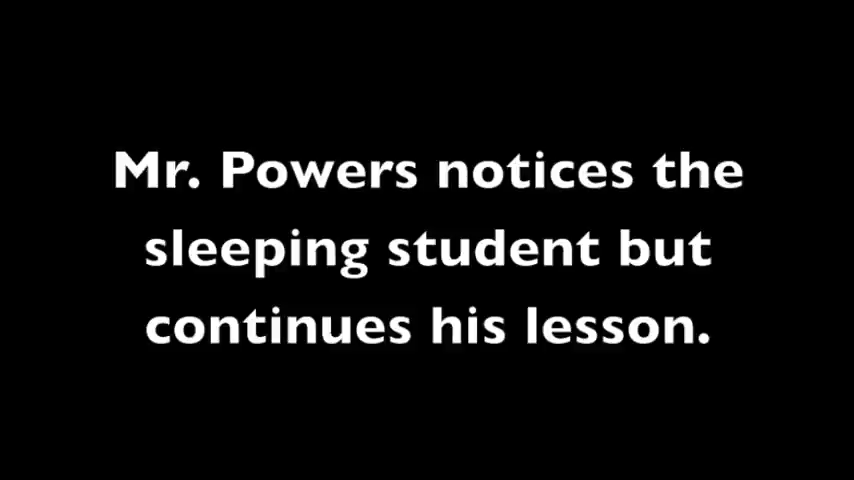 Mr. Powers notices the
sleeping student but
continues his lesson.